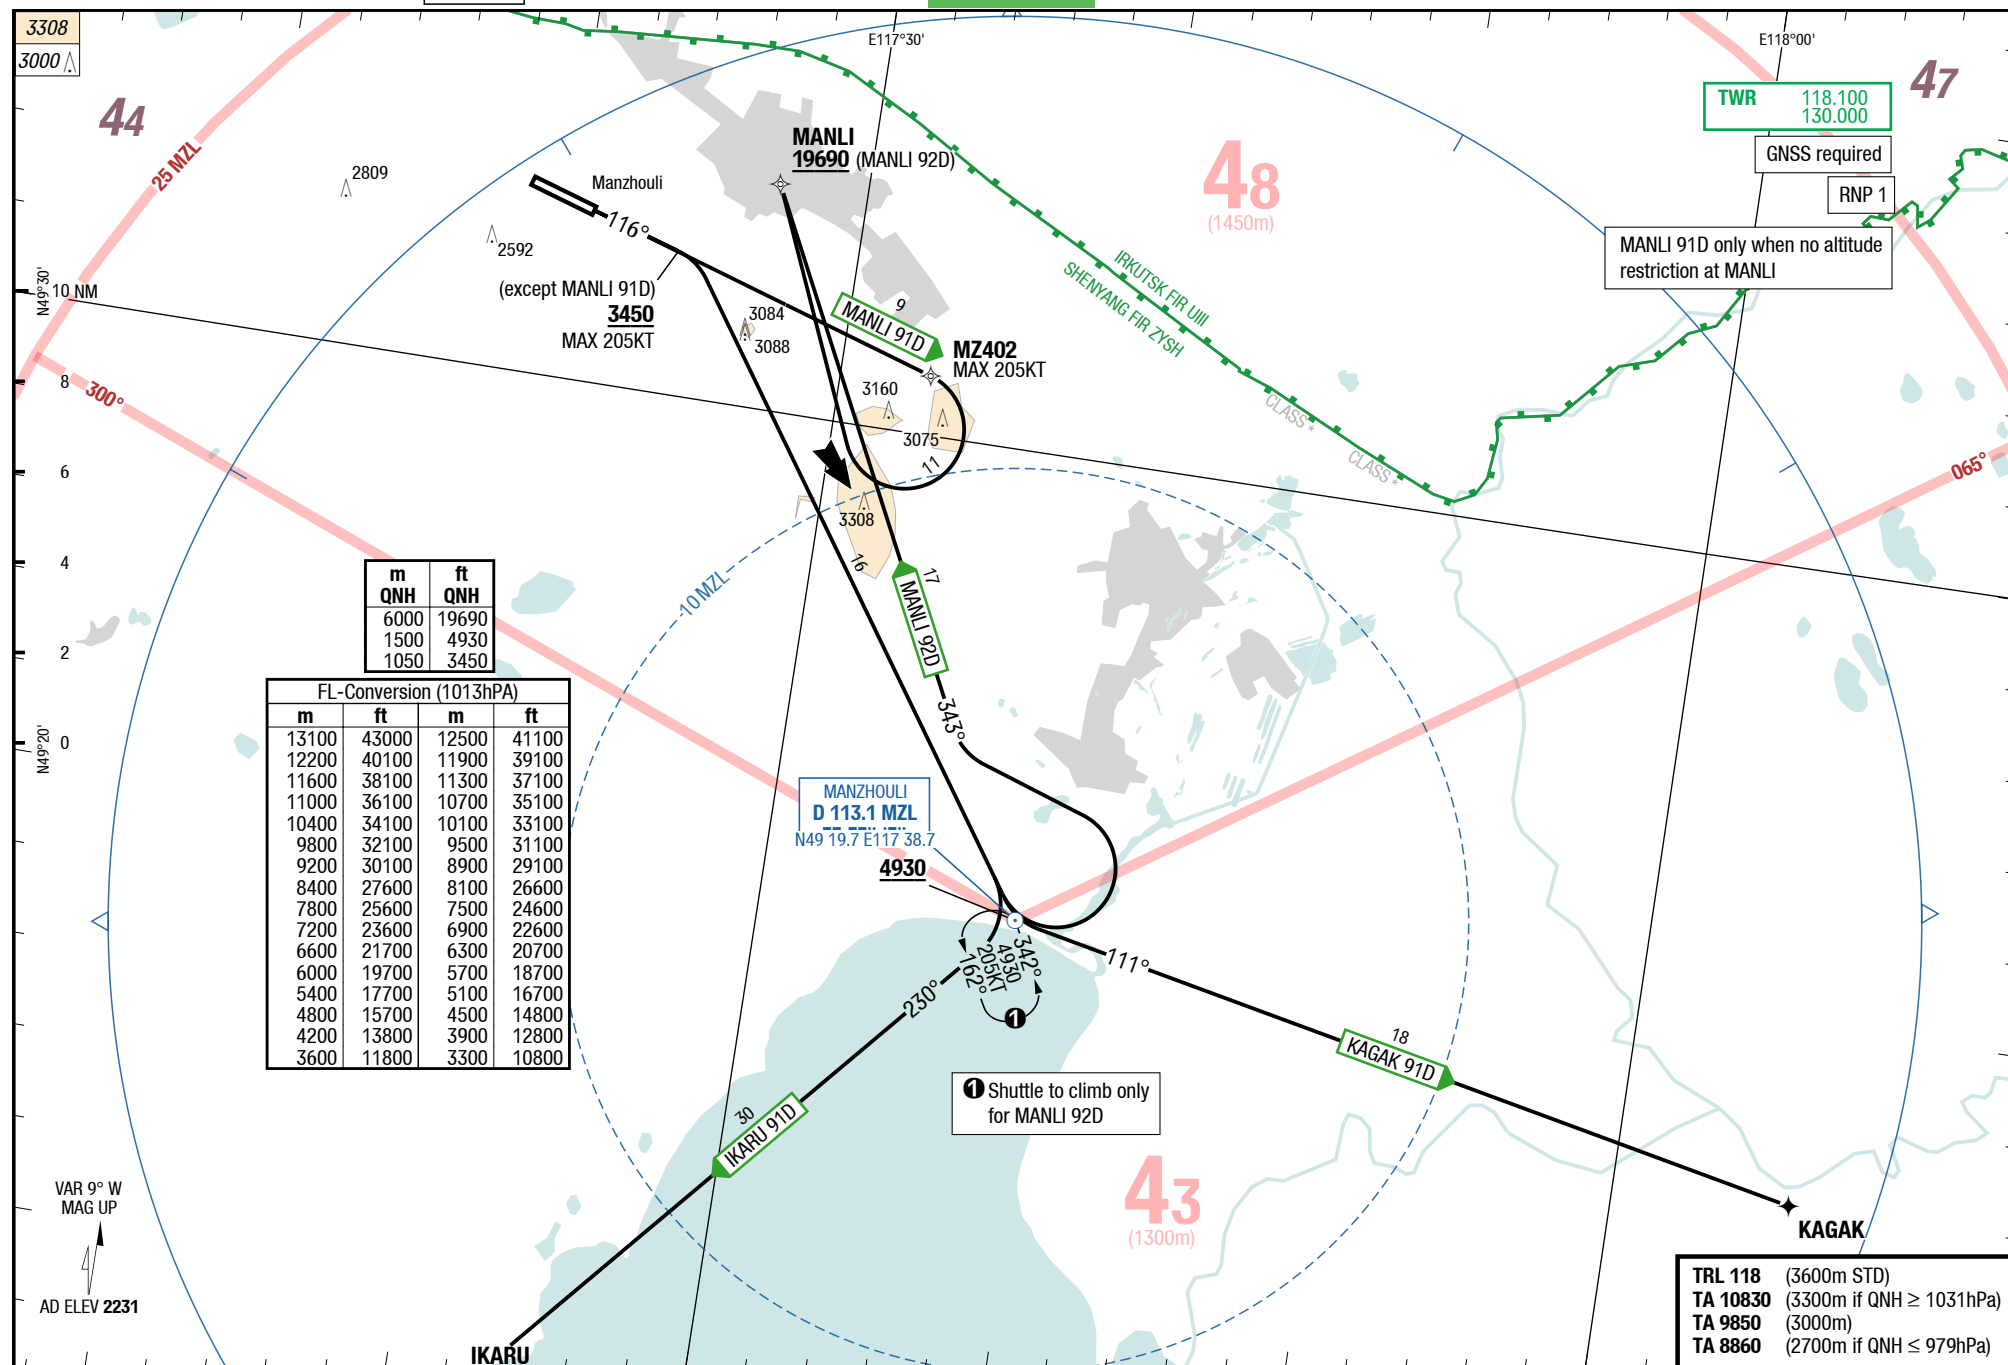 3308
3000
44
47
48
(1450m)
43
(1300m)
E117°30'
E118°00'
N49°30'
N49°20'
10 NM
8
6
4
2
0
25 MZL
300°
065°
10 MZL
TWR 118.100
130.000
GNSS required
RNP 1
MANLI 91D only when no altitude
restriction at MANLI
2809
2592
Manzhouli
116°
MANLI
19690 (MANLI 92D)
(except MANLI 91D)
3450
MAX 205KT
3084
3088
9
MANLI 91D
MZ402
MAX 205KT
3160
3075
11
3308
16
17
MANLI 92D
343°
IRKUTSK FIR UIII
SHENYANG FIR ZYSH
CLASS *
CLASS *
m ft
QNH QNH
6000 19690
1500 4930
1050 3450
FL-Conversion (1013hPA)
m ft m ft
13100 43000 12500 41100
12200 40100 11900 39100
11600 38100 11300 37100
11000 36100 10700 35100
10400 34100 10100 33100
9800 32100 9500 31100
9200 30100 8900 29100
8400 27600 8100 26600
7800 25600 7500 24600
7200 23600 6900 22600
6600 21700 6300 20700
6000 19700 5700 18700
5400 17700 5100 16700
4800 15700 4500 14800
4200 13800 3900 12800
3600 11800 3300 10800
MANZHOULI
D 113.1 MZL
N49 19.7 E117 38.7
4930
342°
4930
205KT
162°
1
230°
111°
18
KAGAK 91D
30
IKARU 91D
1 Shuttle to climb only
for MANLI 92D
KAGAK
IKARU
VAR 9° W
MAG UP
AD ELEV 2231
TRL 118 (3600m STD)
TA 10830 (3300m if QNH ≥ 1031hPa)
TA 9850 (3000m)
TA 8860 (2700m if QNH ≤ 979hPa)